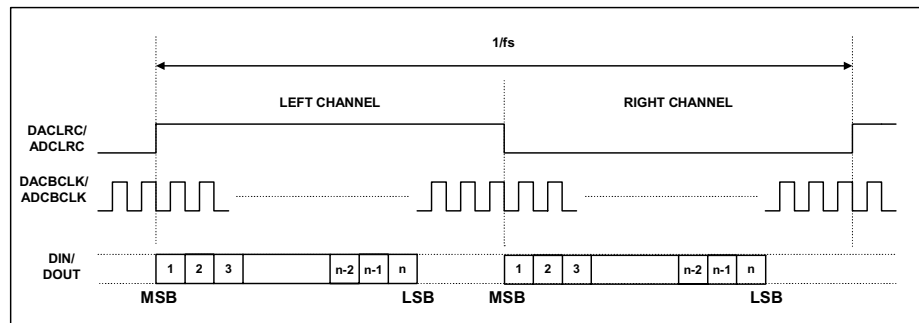 1/fs
LEFT CHANNEL
RIGHT CHANNEL
DACLRC/
ADCLRC
DACBCLK/
ADCBCLK
DIN/
DOUT
1 2 3 n-2 n-1 n 1 2 3 n-2 n-1 n
MSB LSB MSB LSB